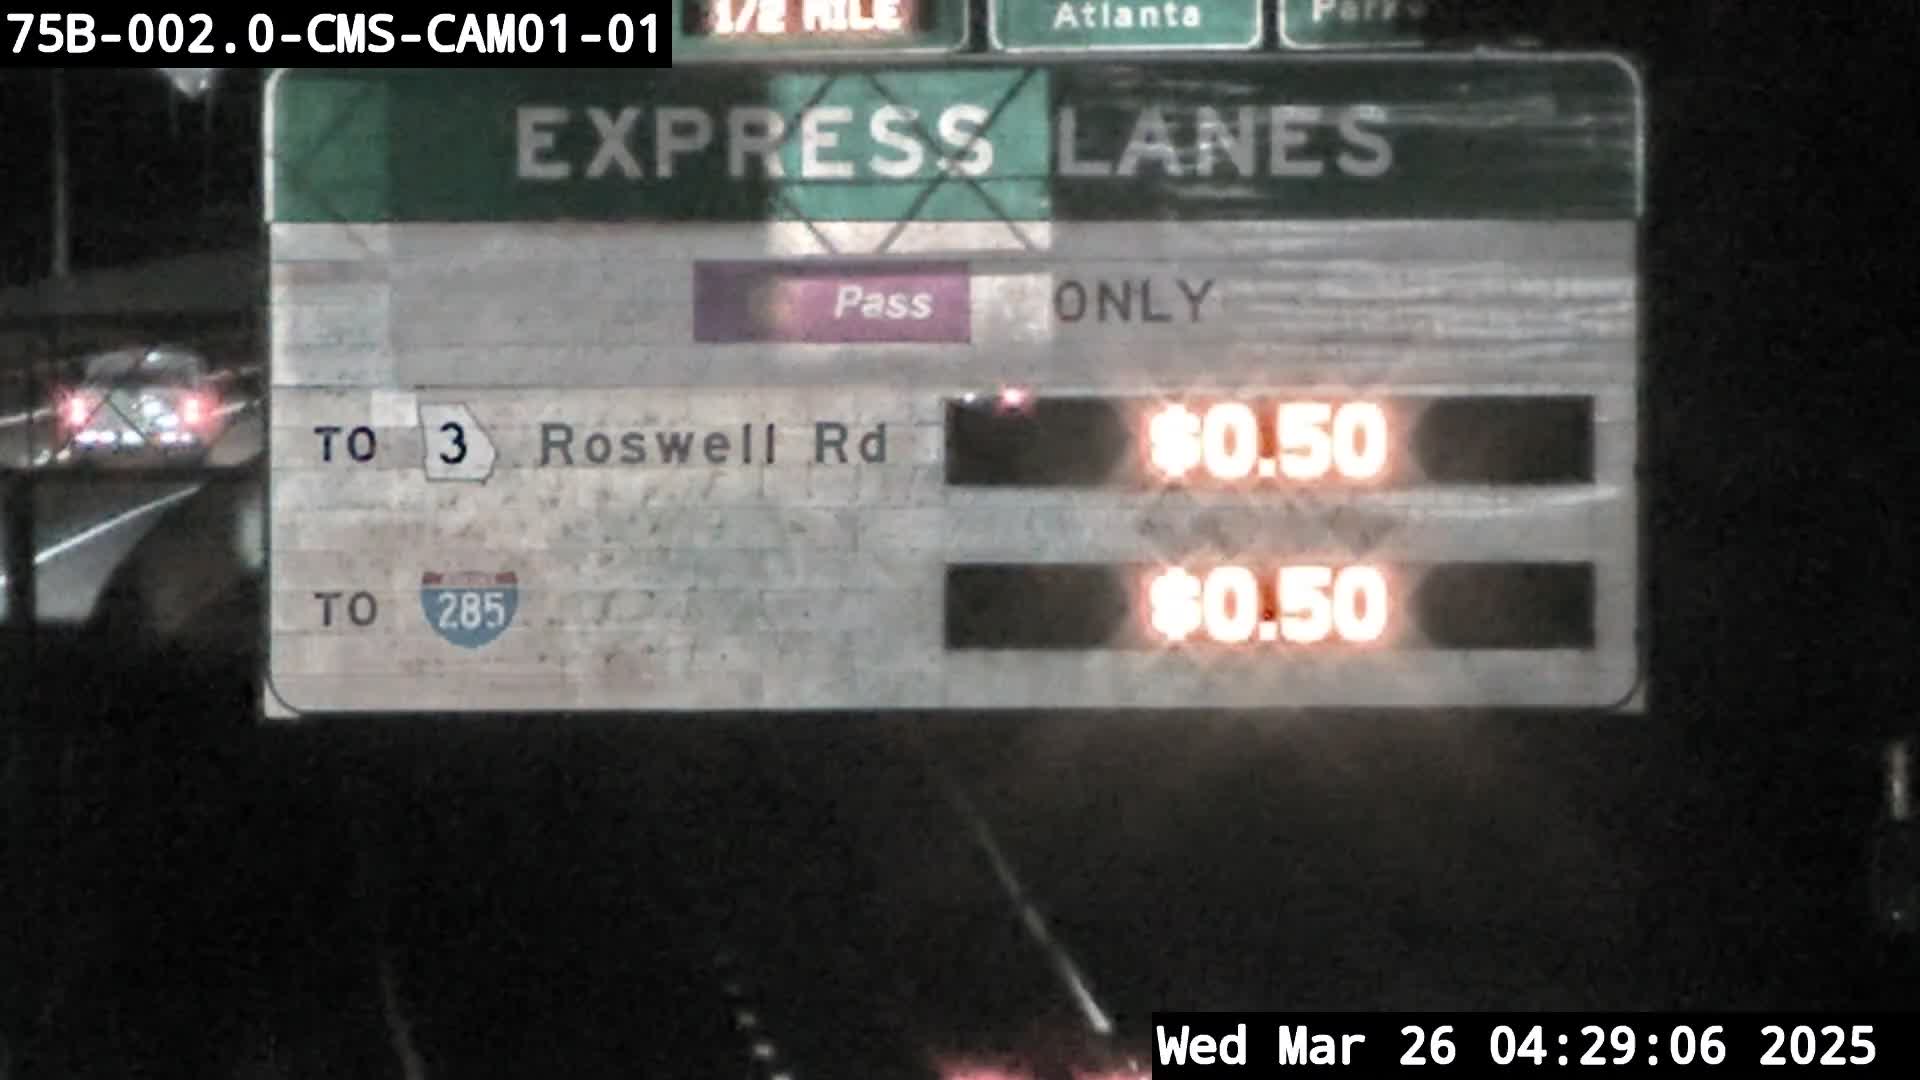 75B-002.0-CMS-CAM01-01
1/2 MILE
Atlanta
EXPRESS LANES
Pass ONLY
TO 3 Roswell Rd $0.50
TO 285 $0.50
Wed Mar 26 04:29:06 2025